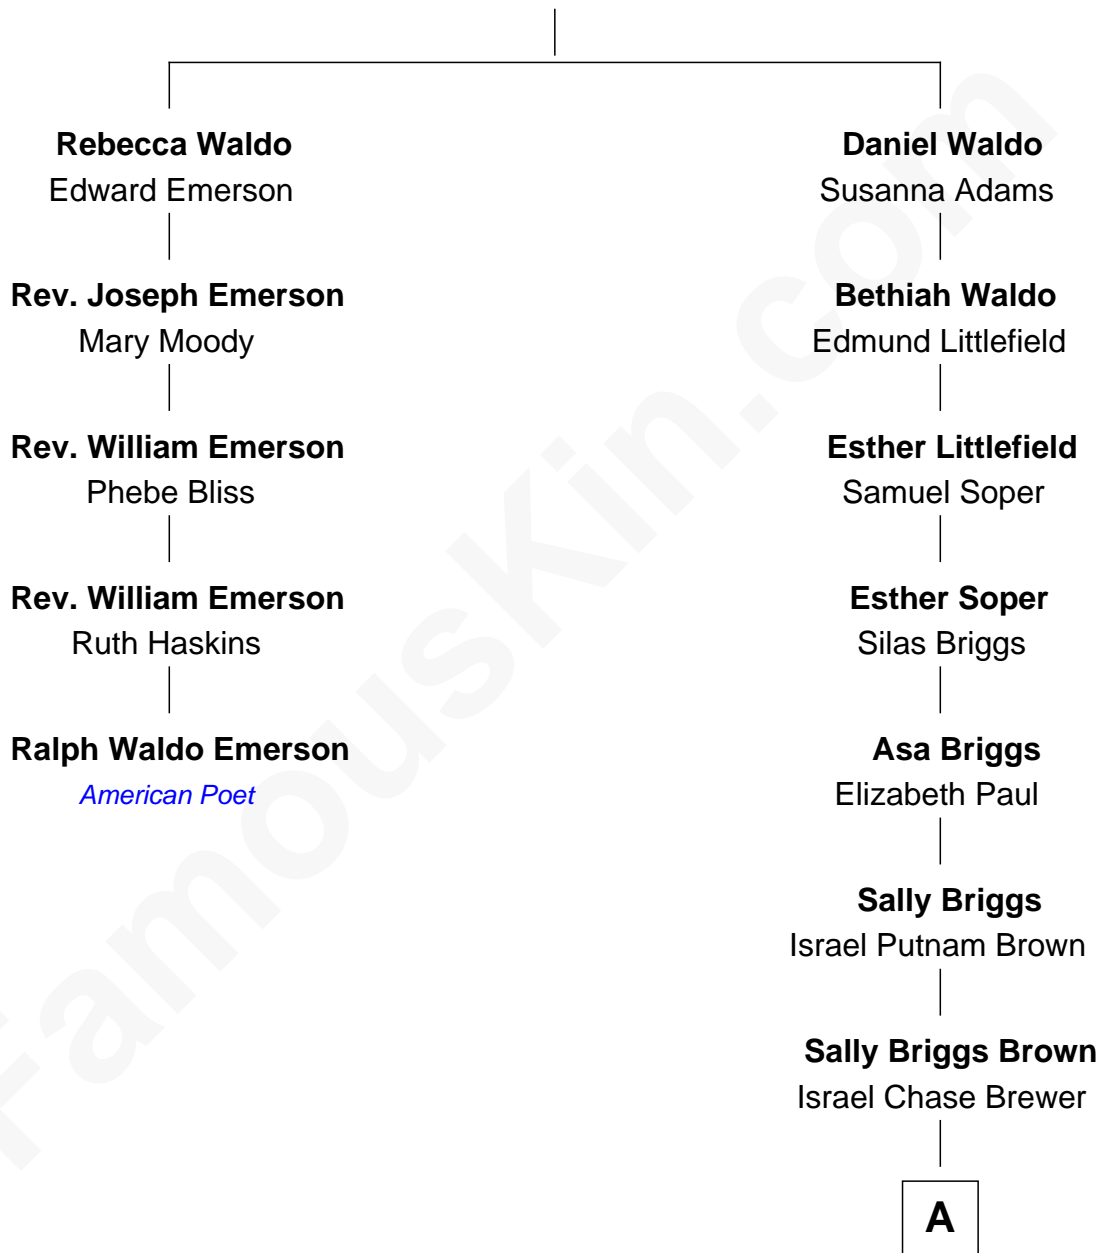 Rebecca Waldo
Edward Emerson
Daniel Waldo
Susanna Adams
Rev. Joseph Emerson
Mary Moody
Bethiah Waldo
Edmund Littlefield
Rev. William Emerson
Phebe Bliss
Esther Littlefield
Samuel Soper
Rev. William Emerson
Ruth Haskins
Esther Soper
Silas Briggs
Ralph Waldo Emerson
American Poet
Asa Briggs
Elizabeth Paul
Sally Briggs
Israel Putnam Brown
Sally Briggs Brown
Israel Chase Brewer
A
FamousKin.com